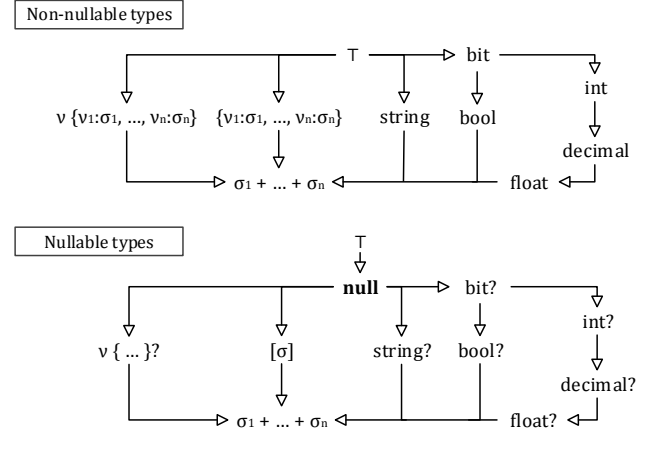 Non-nullable types
⊤ bit
int
ν {ν₁:σ₁, ..., νₙ:σₙ} {ν₁:σ₁, ..., νₙ:σₙ} string bool
decimal
σ₁ + ... + σₙ float
Nullable types
⊤
null bit?
int?
ν { ... }? [σ] string? bool?
decimal?
σ₁ + ... + σₙ float?